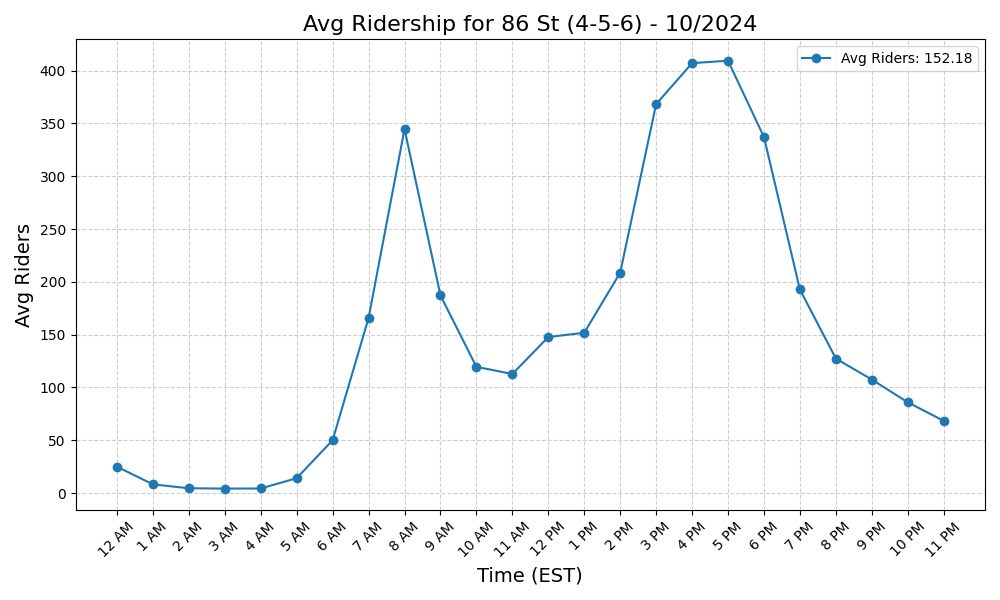 Avg Ridership for 86 St (4-5-6) - 10/2024
Avg Riders: 152.18
Avg Riders
400
350
300
250
200
150
100
50
0
12 AM
1 AM
2 AM
3 AM
4 AM
5 AM
6 AM
7 AM
8 AM
9 AM
10 AM
11 AM
12 PM
1 PM
2 PM
3 PM
4 PM
5 PM
6 PM
7 PM
8 PM
9 PM
10 PM
11 PM
Time (EST)